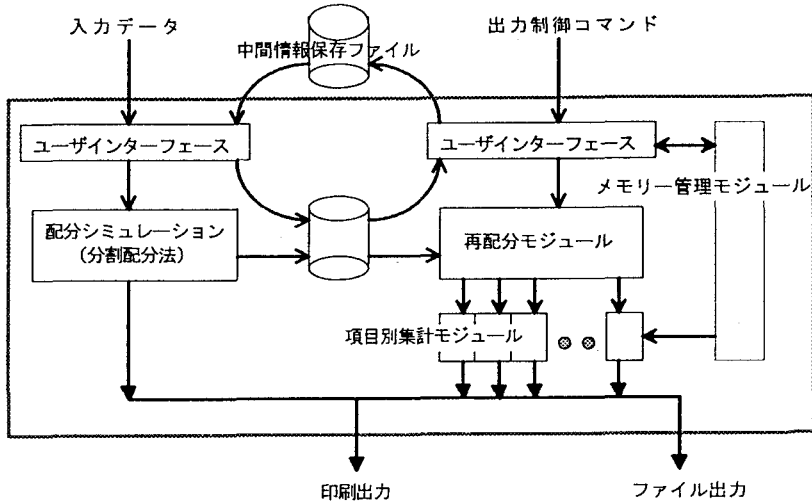 入力データ
出力制御コマンド
中間情報保存ファイル
ユーザインターフェース
ユーザインターフェース
メモリー管理モジュール
配分シミュレーション
(分割配分法)
再配分モジュール
項目別集計モジュール
印刷出力
ファイル出力